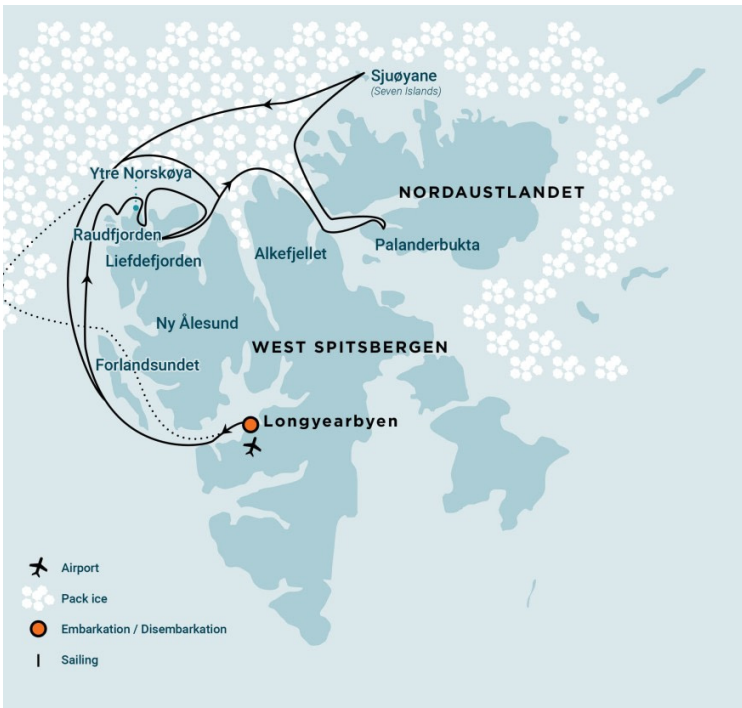 Sjuøyane
(Seven Islands)
Ytre Norskøya
NORDAUSTLANDET
Raudfjorden
Palanderbukta
Alkefjellet
Liefdefjorden
Ny Ålesund
WEST SPITSBERGEN
Forlandsundet
Longyearbyen
Airport
Pack ice
Embarkation / Disembarkation
Sailing